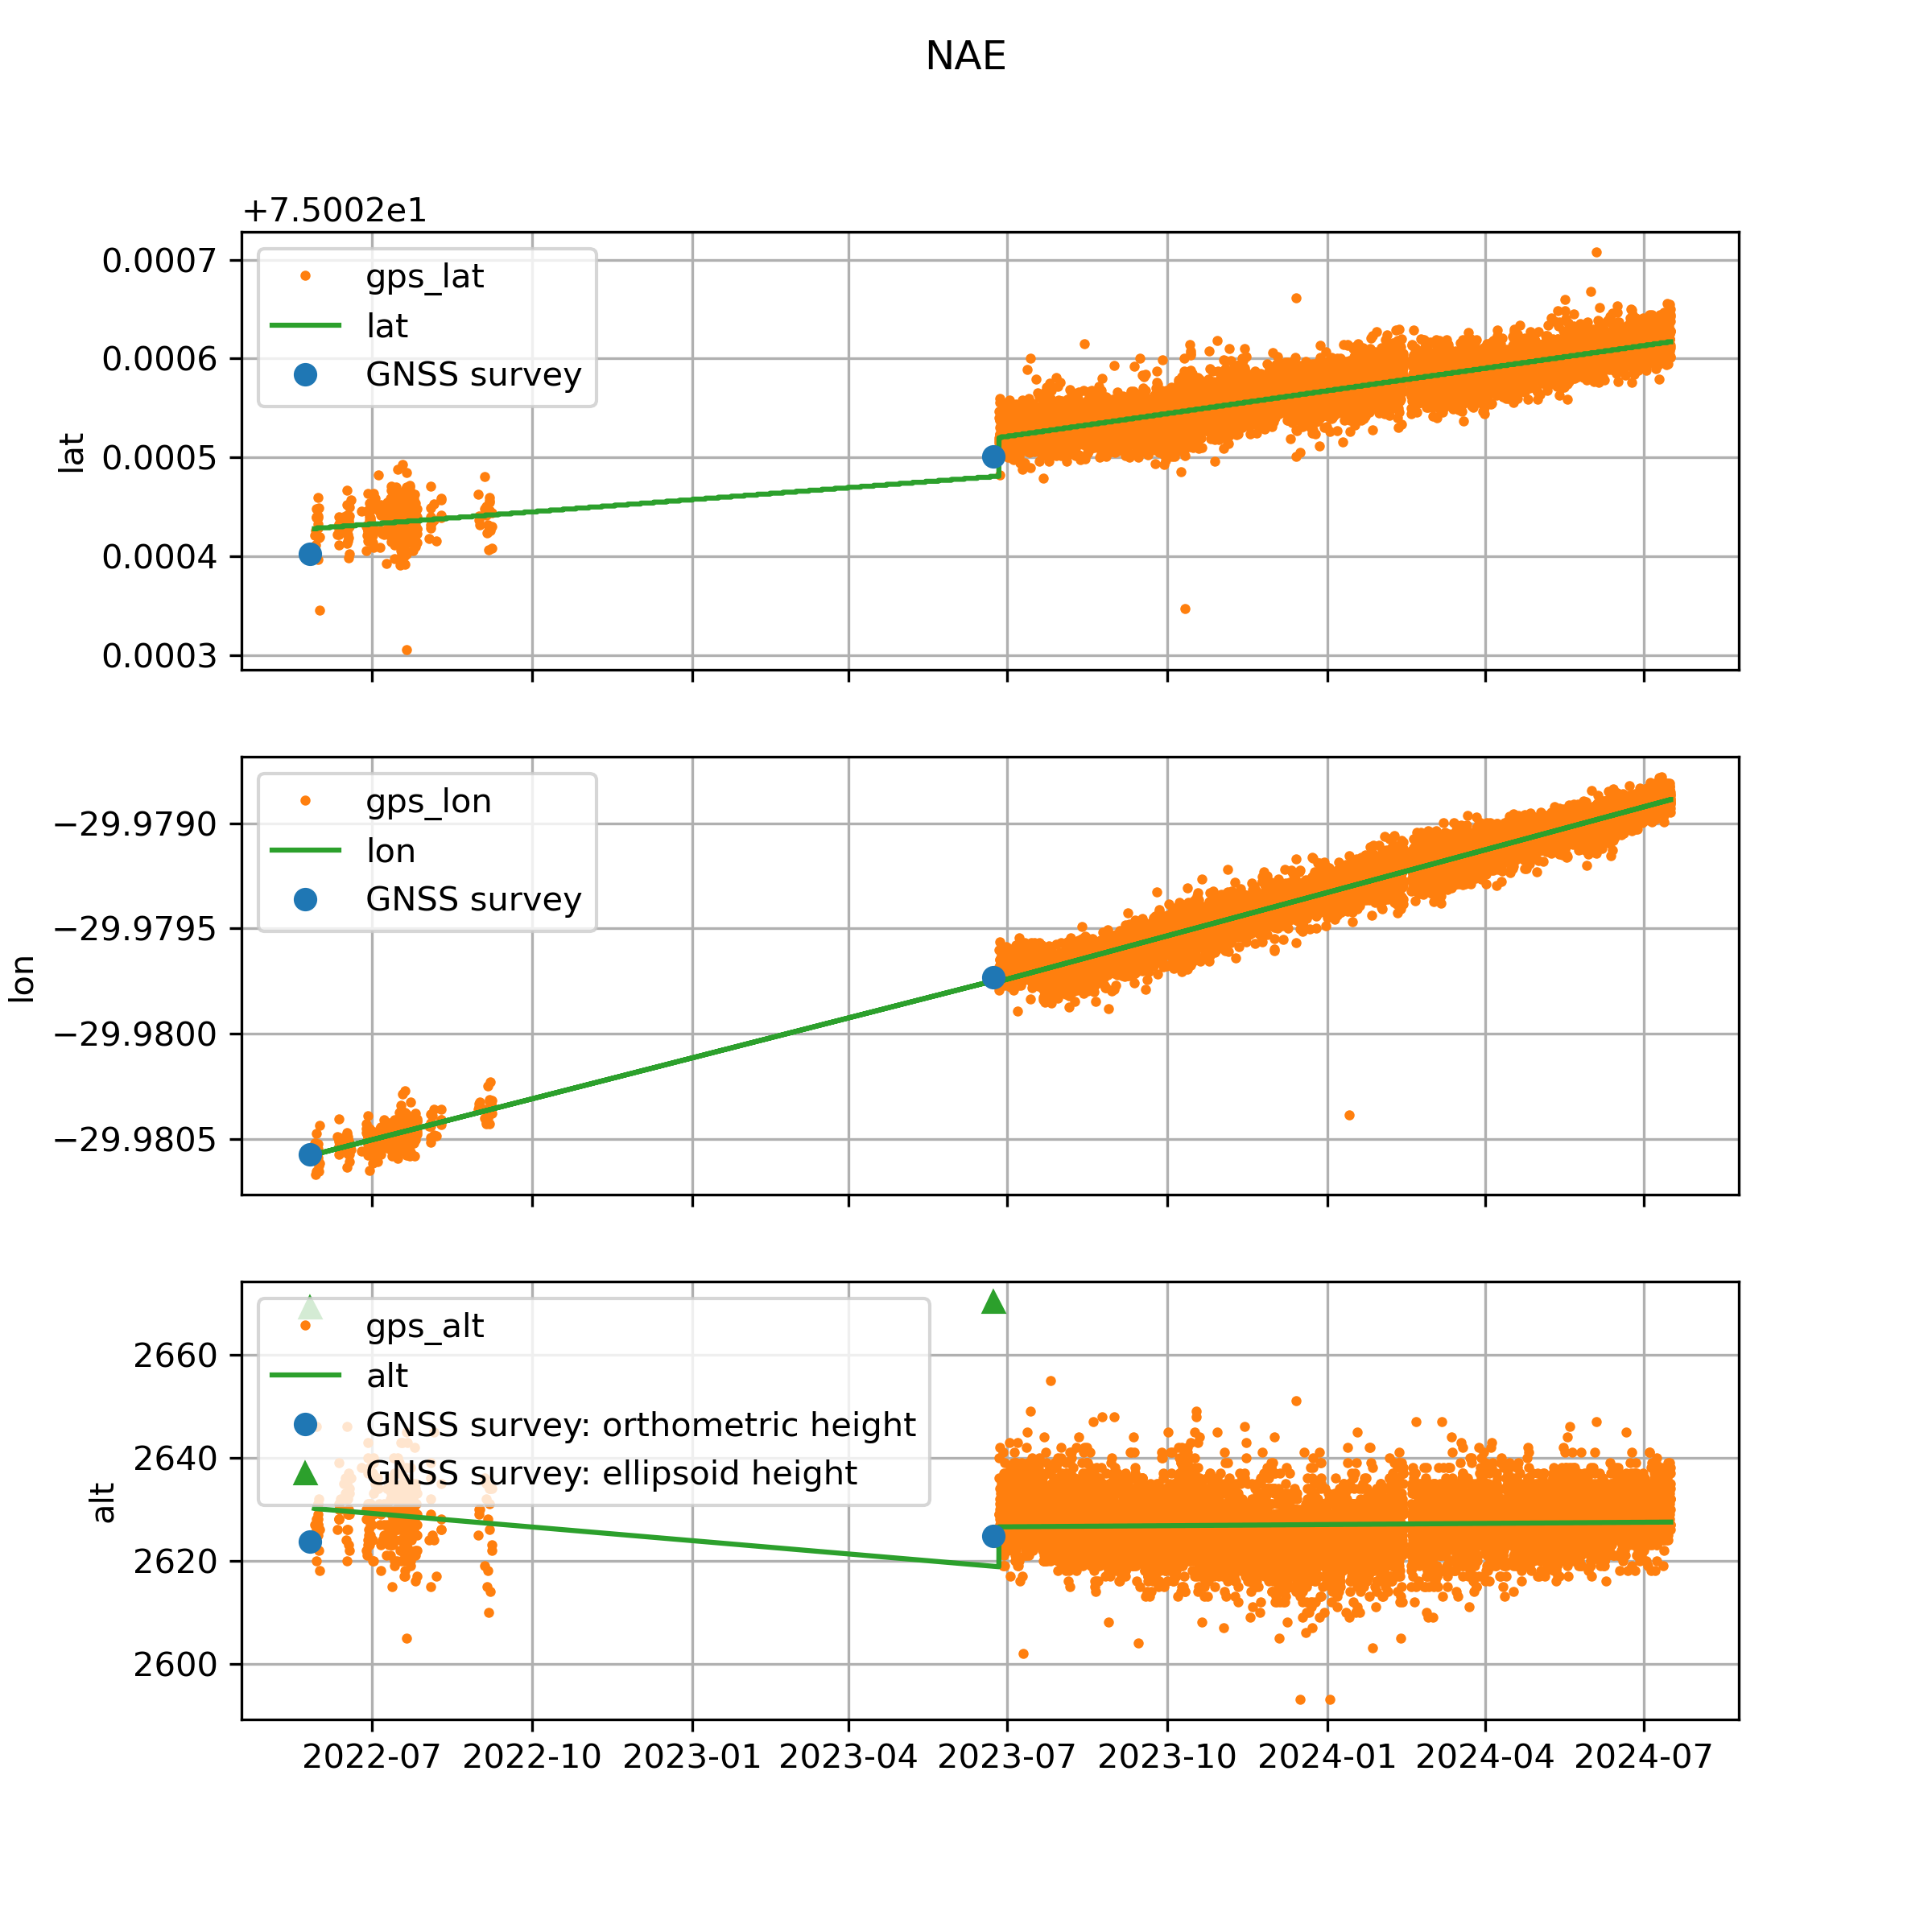 NAE
+7.5002e1
0.0007
0.0006
0.0005
0.0004
0.0003
lat
gps_lat
lat
GNSS survey
−29.9790
−29.9795
−29.9800
−29.9805
lon
gps_lon
lon
GNSS survey
2660
2640
2620
2600
alt
gps_alt
alt
GNSS survey: orthometric height
GNSS survey: ellipsoid height
2022-07 2022-10 2023-01 2023-04 2023-07 2023-10 2024-01 2024-04 2024-07